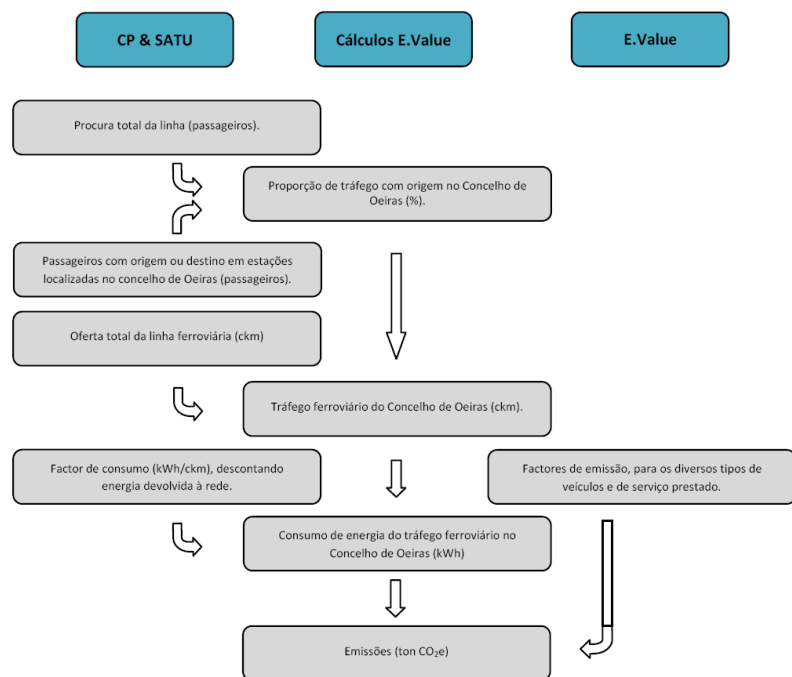 CP & SATU
Cálculos E.Value
E.Value
Procura total da linha (passageiros).
Proporção de tráfego com origem no Concelho de
Oeiras (%).
Passageiros com origem ou destino em estações
localizadas no concelho de Oeiras (passageiros).
Oferta total da linha ferroviária (ckm)
Tráfego ferroviário do Concelho de Oeiras (ckm).
Factor de consumo (kWh/ckm), descontando
energia devolvida à rede.
Factores de emissão, para os diversos tipos de
veículos e de serviço prestado.
Consumo de energia do tráfego ferroviário no
Concelho de Oeiras (kWh)
Emissões (ton CO₂e)